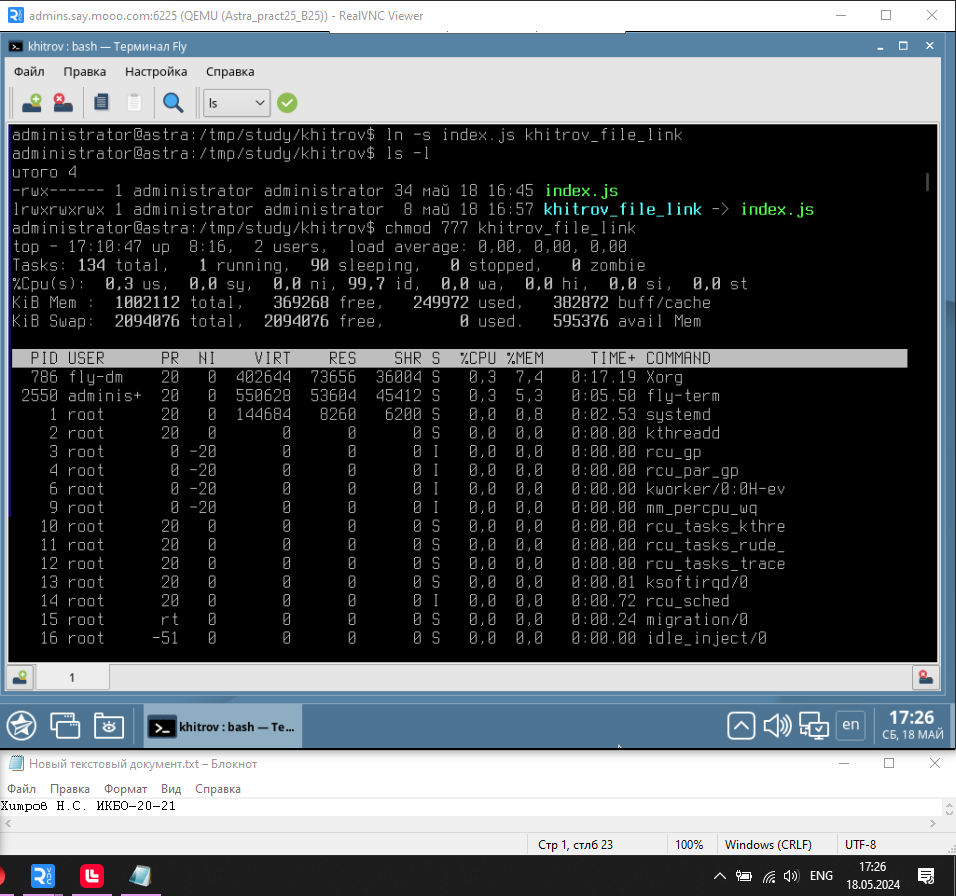 admins.say.mooo.com:6225 (QEMU (Astra_pract25_B25)) - RealVNC Viewer
khitrov : bash — Терминал Fly
Файл Правка Настройка Справка
ls
administrator@astra:/tmp/study/khitrov$ ln -s index.js khitrov_file_link
administrator@astra:/tmp/study/khitrov$ ls -l
итого 4
-rwx------ 1 administrator administrator 34 май 18 16:45 index.js
lrwxrwxrwx 1 administrator administrator  8 май 18 16:57 khitrov_file_link -> index.js
administrator@astra:/tmp/study/khitrov$ chmod 777 khitrov_file_link
top - 17:10:47 up  8:16,  2 users,  load average: 0,00, 0,00, 0,00
Tasks: 134 total,   1 running,  90 sleeping,   0 stopped,   0 zombie
%Cpu(s):  0,3 us,  0,0 sy,  0,0 ni, 99,7 id,  0,0 wa,  0,0 hi,  0,0 si,  0,0 st
KiB Mem :  1002112 total,   369268 free,   249972 used,   382872 buff/cache
KiB Swap:  2094076 total,  2094076 free,        0 used.   595376 avail Mem
PID USER      PR  NI    VIRT    RES    SHR S  %CPU %MEM     TIME+ COMMAND
786 fly-dm    20   0  402644  73656  36004 S   0,3  7,4   0:17.19 Xorg
2550 adminis+  20   0  550628  53604  45412 S   0,3  5,3   0:05.50 fly-term
1 root      20   0  144684   8260   6200 S   0,0  0,8   0:02.53 systemd
2 root      20   0       0      0      0 S   0,0  0,0   0:00.00 kthreadd
3 root       0 -20       0      0      0 I   0,0  0,0   0:00.00 rcu_gp
4 root       0 -20       0      0      0 I   0,0  0,0   0:00.00 rcu_par_gp
6 root       0 -20       0      0      0 I   0,0  0,0   0:00.00 kworker/0:0H-ev
9 root       0 -20       0      0      0 I   0,0  0,0   0:00.00 mm_percpu_wq
10 root      20   0       0      0      0 S   0,0  0,0   0:00.00 rcu_tasks_kthre
11 root      20   0       0      0      0 S   0,0  0,0   0:00.00 rcu_tasks_rude_
12 root      20   0       0      0      0 S   0,0  0,0   0:00.00 rcu_tasks_trace
13 root      20   0       0      0      0 S   0,0  0,0   0:00.01 ksoftirqd/0
14 root      20   0       0      0      0 I   0,0  0,0   0:00.72 rcu_sched
15 root      rt   0       0      0      0 S   0,0  0,0   0:00.24 migration/0
16 root     -51   0       0      0      0 S   0,0  0,0   0:00.00 idle_inject/0
1
khitrov : bash — Те...
en
17:26
СБ, 18 МАЙ
Новый текстовый документ.txt – Блокнот
Файл Правка Формат Вид Справка
Хитров Н.С. ИКБО-20-21
Стр 1, стлб 23 100% Windows (CRLF) UTF-8
ENG
17:26
18.05.2024